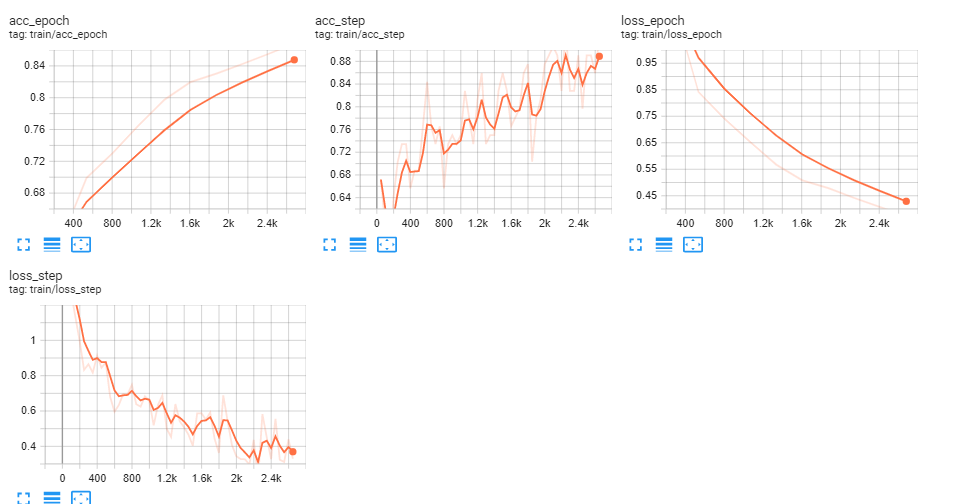 acc_epoch
tag: train/acc_epoch
0.84
0.8
0.76
0.72
0.68
400 800 1.2k 1.6k 2k 2.4k
acc_step
tag: train/acc_step
0.88
0.84
0.8
0.76
0.72
0.68
0.64
0 400 800 1.2k 1.6k 2k 2.4k
loss_epoch
tag: train/loss_epoch
0.95
0.85
0.75
0.65
0.55
0.45
400 800 1.2k 1.6k 2k 2.4k
loss_step
tag: train/loss_step
1
0.8
0.6
0.4
0 400 800 1.2k 1.6k 2k 2.4k